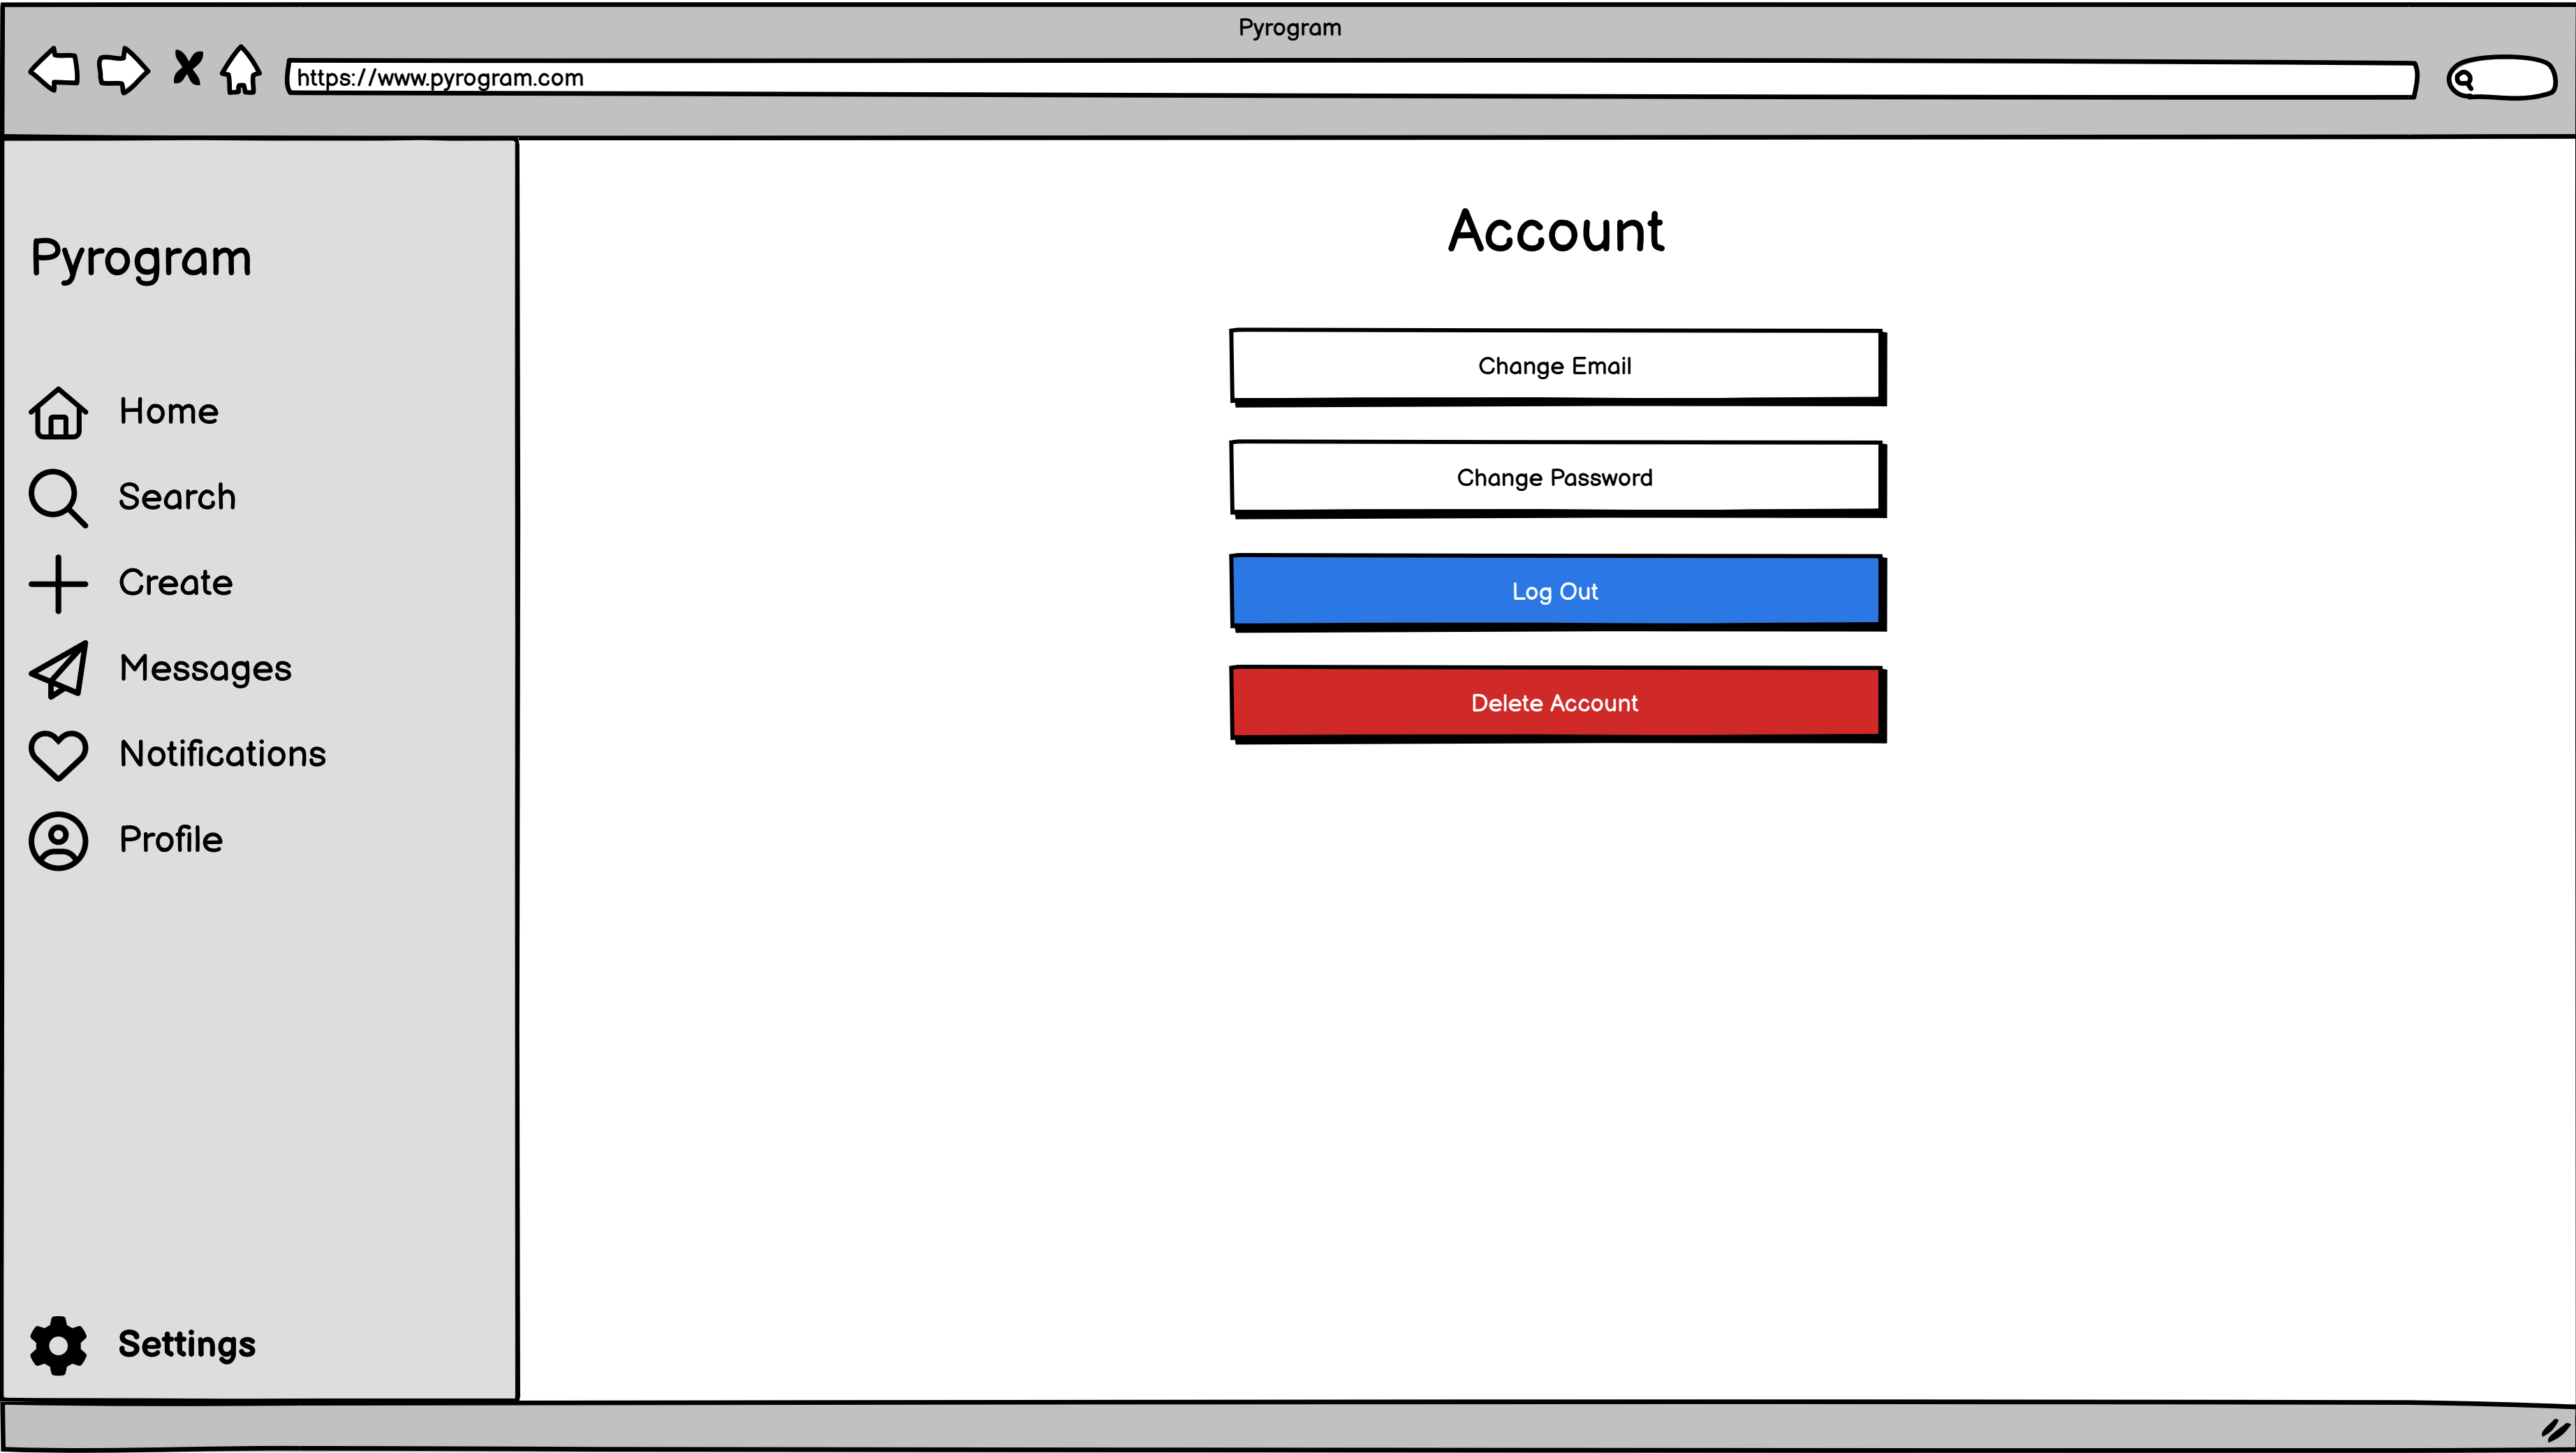 Pyrogram
https://www.pyrogram.com
Pyrogram
Home
Search
Create
Messages
Notifications
Profile
Settings
Account
Change Email
Change Password
Log Out
Delete Account